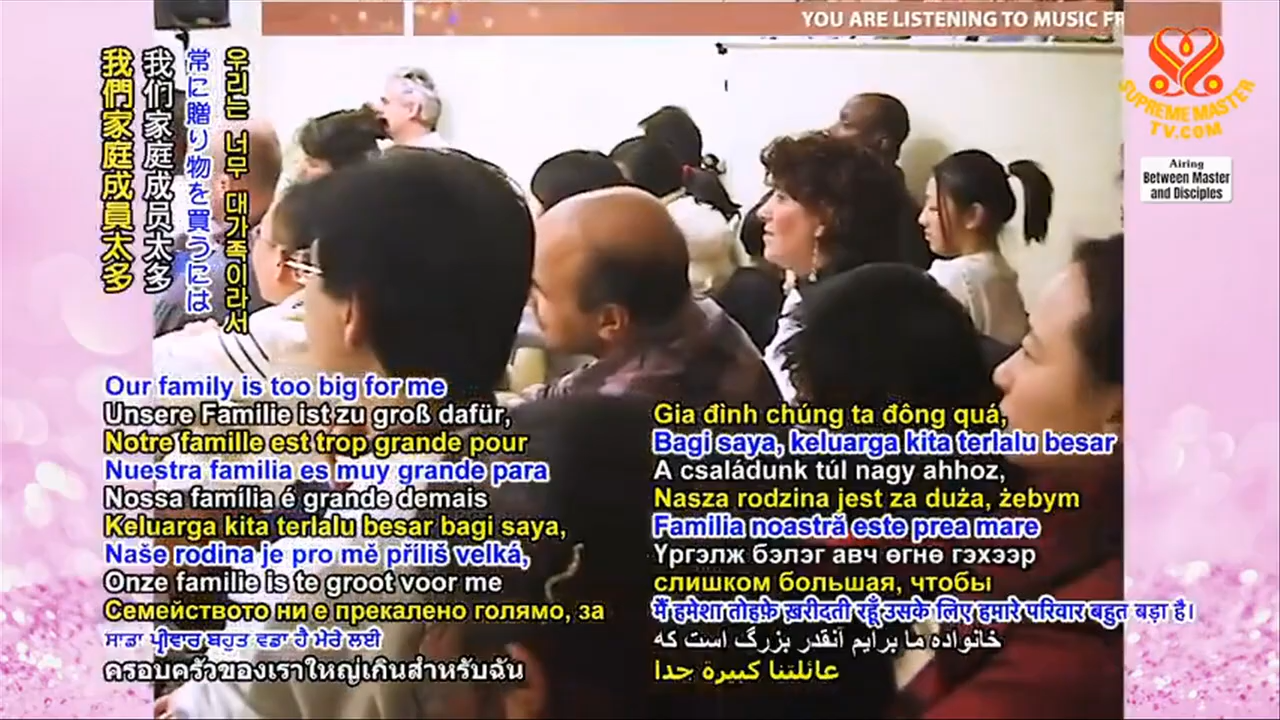 YOU ARE LISTENING TO MUSIC FR
SUPREME MASTER
TV.COM
Airing
Between Master
and Disciples
我們家庭成員太多
我们家庭成员太多
常に贈り物を買うには
우리는 너무 대가족이라서
Our family is too big for me
Unsere Familie ist zu groß dafür,
Notre famille est trop grande pour
Nuestra familia es muy grande para
Nossa família é grande demais
Keluarga kita terlalu besar bagi saya,
Naše rodina je pro mě příliš velká,
Onze familie is te groot voor me
Семейството ни е прекалено голямо, за
ਸਾਡਾ ਪ੍ਰੀਵਾਰ ਬਹੁਤ ਵਡਾ ਹੈ ਮੇਰੇ ਲਈ
ครอบครัวของเราใหญ่เกินสำหรับฉัน
Gia đình chúng ta đông quá,
Bagi saya, keluarga kita terlalu besar
A családunk túl nagy ahhoz,
Nasza rodzina jest za duża, żebym
Familia noastră este prea mare
Үргэлж бэлэг авч өгнө гэхээр
слишком большая, чтобы
मैं हमेशा तोहफ़े ख़रीदती रहूँ उसके लिए हमारे परिवार बहुत बड़ा है।
خانواده ما برایم آنقدر بزرگ است که
عائلتنا كبيرة جدا